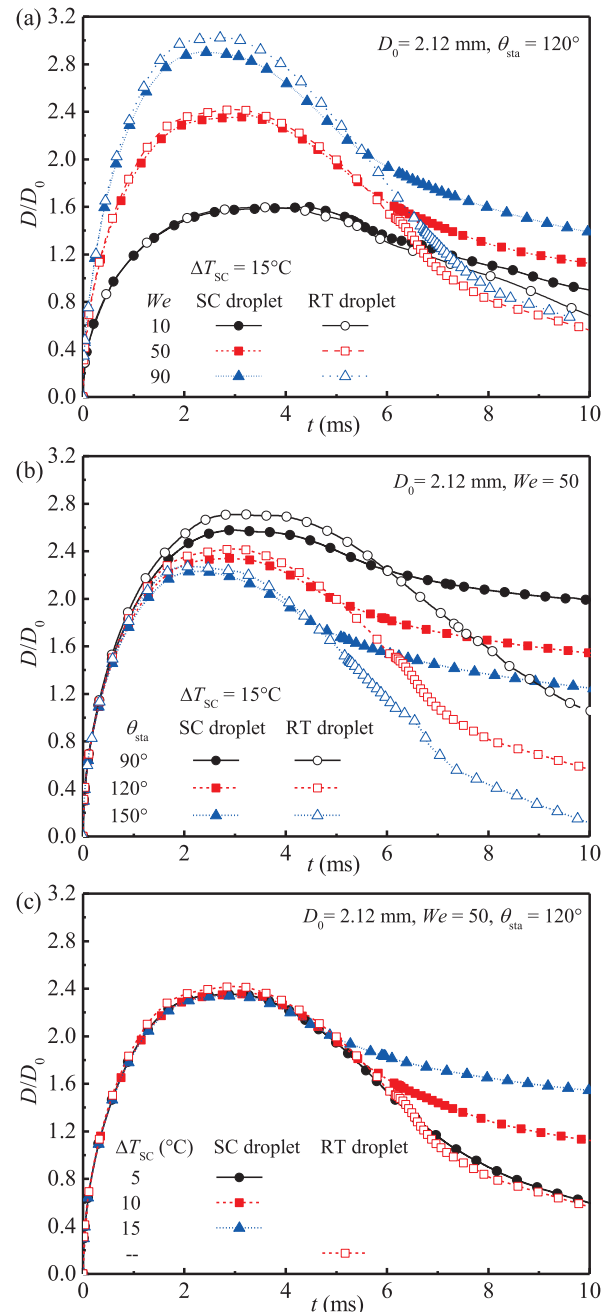 (a)
D₀= 2.12 mm, θsta = 120°
3.2
2.8
2.4
2.0
1.6
1.2
0.8
0.4
0.0
D/D₀
ΔTSC = 15°C
We SC droplet RT droplet
10
50
90
0 2 4 6 8 10
t (ms)
(b)
D₀= 2.12 mm, We = 50
3.2
2.8
2.4
2.0
1.6
1.2
0.8
0.4
0.0
D/D₀
ΔTSC = 15°C
θsta SC droplet RT droplet
90°
120°
150°
0 2 4 6 8 10
t (ms)
(c)
D₀= 2.12 mm, We = 50, θsta = 120°
3.2
2.8
2.4
2.0
1.6
1.2
0.8
0.4
0.0
D/D₀
ΔTSC (°C) SC droplet RT droplet
5
10
15
--
0 2 4 6 8 10
t (ms)